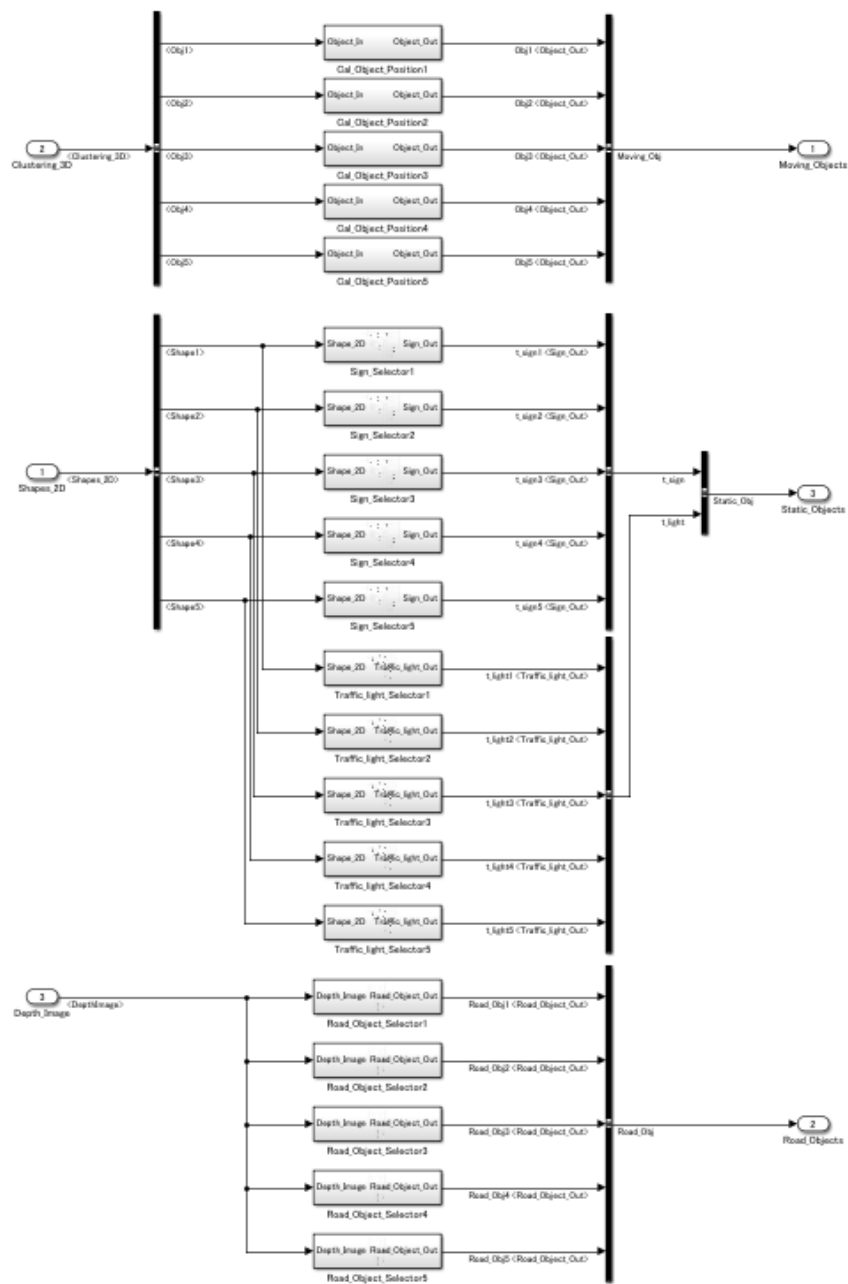 <Obj1>
Object_In Object_Out
Obj1 <Object_Out>
Cal_Object_Position1
<Obj2>
Object_In Object_Out
Obj2 <Object_Out>
Cal_Object_Position2
2
Clustering_3D
<Clustering_3D>
<Obj3>
Object_In Object_Out
Obj3 <Object_Out>
Cal_Object_Position3
Moving_Obj
1
Moving_Objects
<Obj4>
Object_In Object_Out
Obj4 <Object_Out>
Cal_Object_Position4
<Obj5>
Object_In Object_Out
Obj5 <Object_Out>
Cal_Object_Position5
<Shape1>
Shape_2D Sign_Out
t_sign1 <Sign_Out>
Sign_Selector1
<Shape2>
Shape_2D Sign_Out
t_sign2 <Sign_Out>
Sign_Selector2
1
Shapes_2D
<Shapes_2D>
<Shape3>
Shape_2D Sign_Out
t_sign3 <Sign_Out>
Sign_Selector3
t_sign
Static_Obj
3
Static_Objects
t_light
<Shape4>
Shape_2D Sign_Out
t_sign4 <Sign_Out>
Sign_Selector4
<Shape5>
Shape_2D Sign_Out
t_sign5 <Sign_Out>
Sign_Selector5
Shape_2D Traffic_light_Out
t_light1 <Traffic_light_Out>
Traffic_light_Selector1
Shape_2D Traffic_light_Out
t_light2 <Traffic_light_Out>
Traffic_light_Selector2
Shape_2D Traffic_light_Out
t_light3 <Traffic_light_Out>
Traffic_light_Selector3
Shape_2D Traffic_light_Out
t_light4 <Traffic_light_Out>
Traffic_light_Selector4
Shape_2D Traffic_light_Out
t_light5 <Traffic_light_Out>
Traffic_light_Selector5
3
Depth_Image
<DepthImage>
Depth_Image Road_Object_Out
Road_Obj1 <Road_Object_Out>
Road_Object_Selector1
Depth_Image Road_Object_Out
Road_Obj2 <Road_Object_Out>
Road_Object_Selector2
Depth_Image Road_Object_Out
Road_Obj3 <Road_Object_Out>
Road_Object_Selector3
Road_Obj
2
Road_Objects
Depth_Image Road_Object_Out
Road_Obj4 <Road_Object_Out>
Road_Object_Selector4
Depth_Image Road_Object_Out
Road_Obj5 <Road_Object_Out>
Road_Object_Selector5